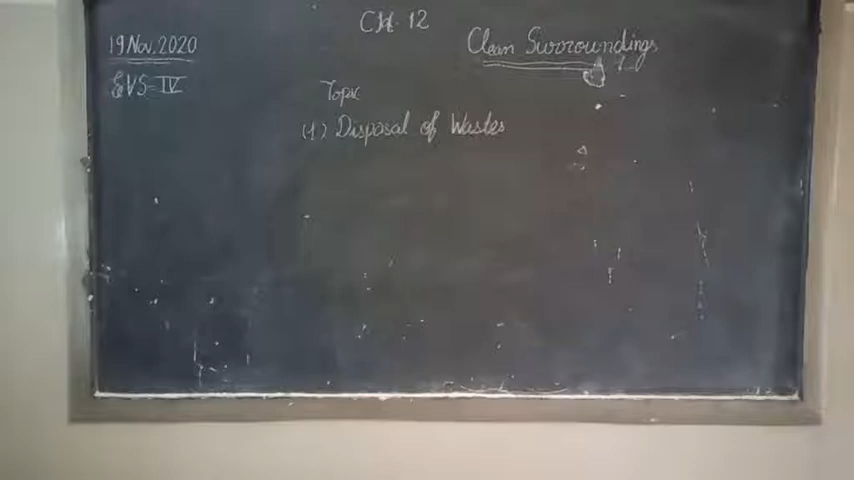 CH. 12
19 Nov. 2020
Clean Surroundings
EVS-IV
Topic
(1) Disposal of Wastes